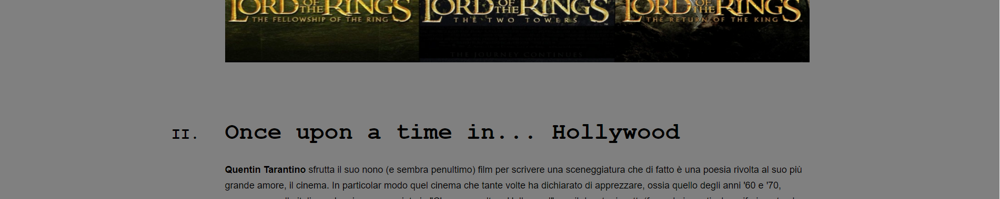 LORD OF THE RINGS LORD OF THE RINGS LORD OF THE RINGS
THE FELLOWSHIP OF THE RING THE TWO TOWERS THE RETURN OF THE KING
THE JOURNEY CONTINUES
II. Once upon a time in... Hollywood
Quentin Tarantino sfrutta il suo nono (e sembra penultimo) film per scrivere una sceneggiatura che di fatto è una poesia rivolta al suo più
grande amore, il cinema. In particolar modo quel cinema che tante volte ha dichiarato di apprezzare, ossia quello degli anni '60 e '70,